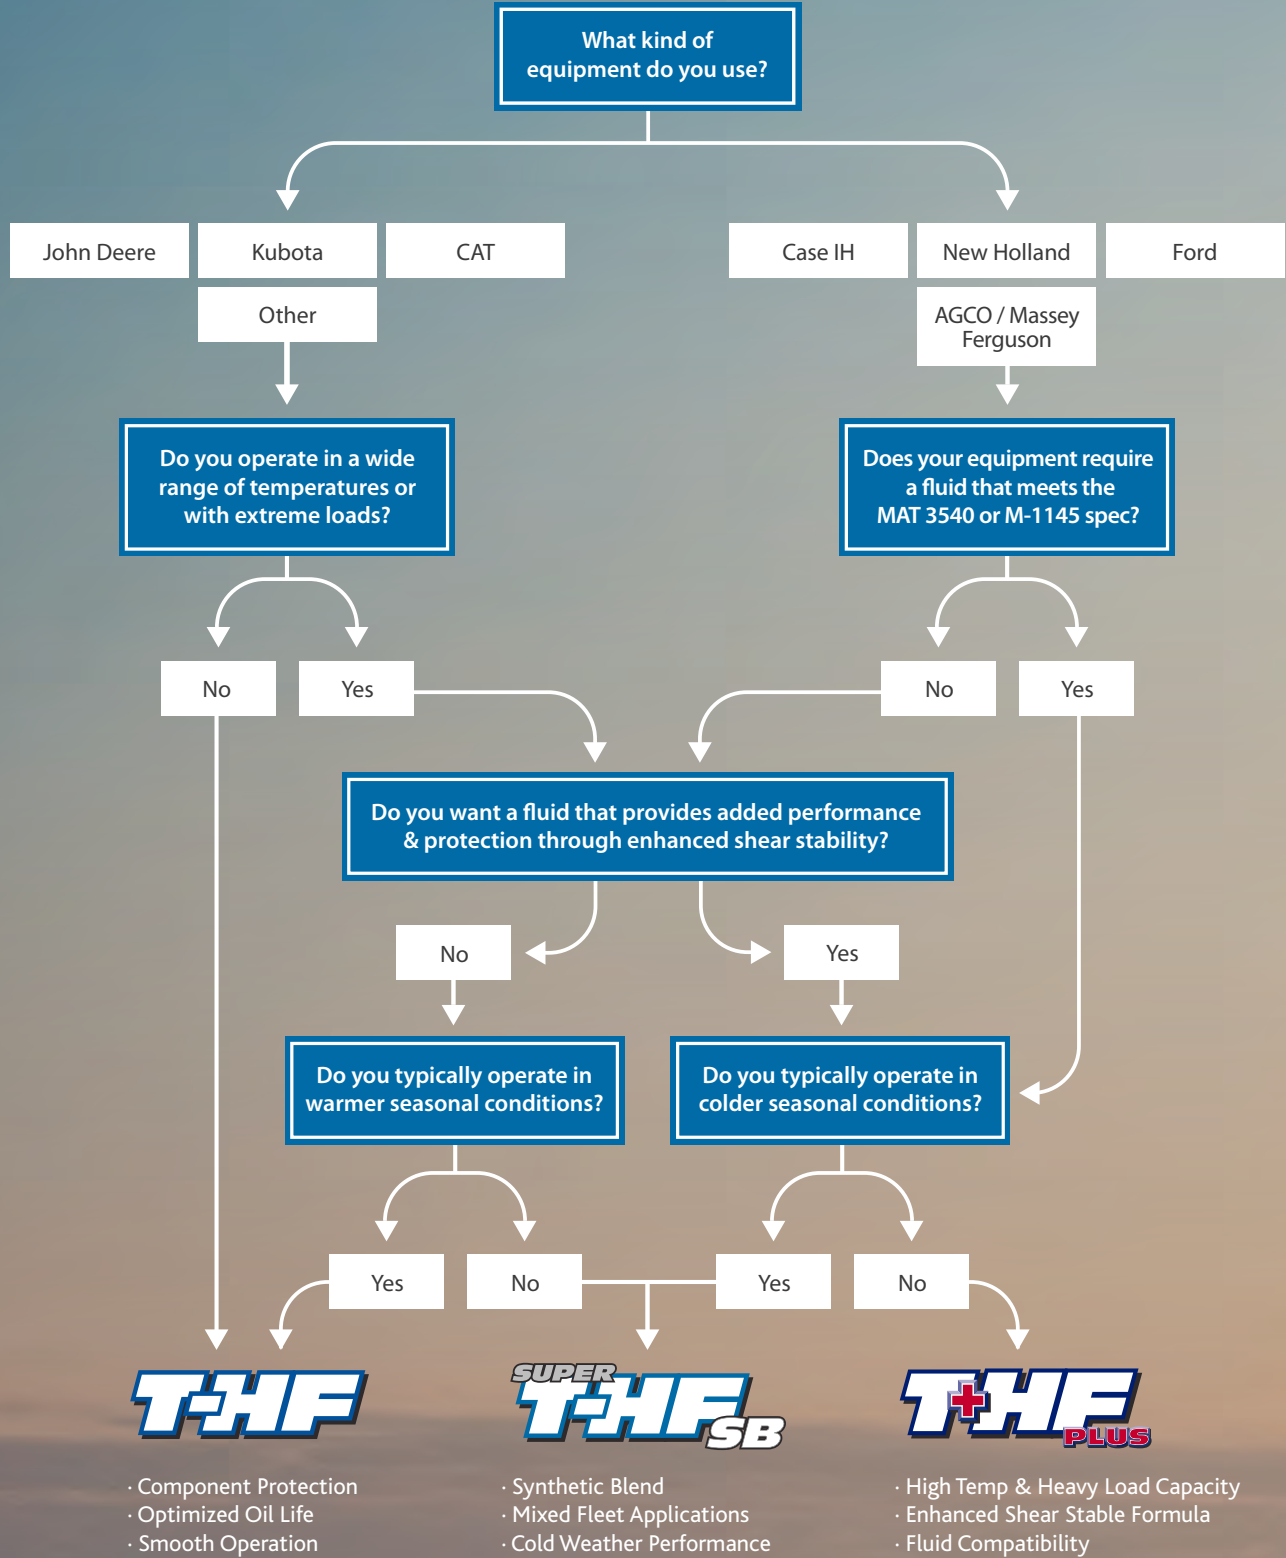 What kind of
equipment do you use?
John Deere
Kubota
CAT
Case IH
New Holland
Ford
Other
AGCO / Massey
Ferguson
Do you operate in a wide
range of temperatures or
with extreme loads?
Does your equipment require
a fluid that meets the
MAT 3540 or M-1145 spec?
No
Yes
No
Yes
Do you want a fluid that provides added performance
& protection through enhanced shear stability?
No
Yes
Do you typically operate in
warmer seasonal conditions?
Do you typically operate in
colder seasonal conditions?
Yes
No
Yes
No
T-HF
SUPER
T-HF
SB
T+HF
PLUS
· Component Protection
· Optimized Oil Life
· Smooth Operation
· Synthetic Blend
· Mixed Fleet Applications
· Cold Weather Performance
· High Temp & Heavy Load Capacity
· Enhanced Shear Stable Formula
· Fluid Compatibility